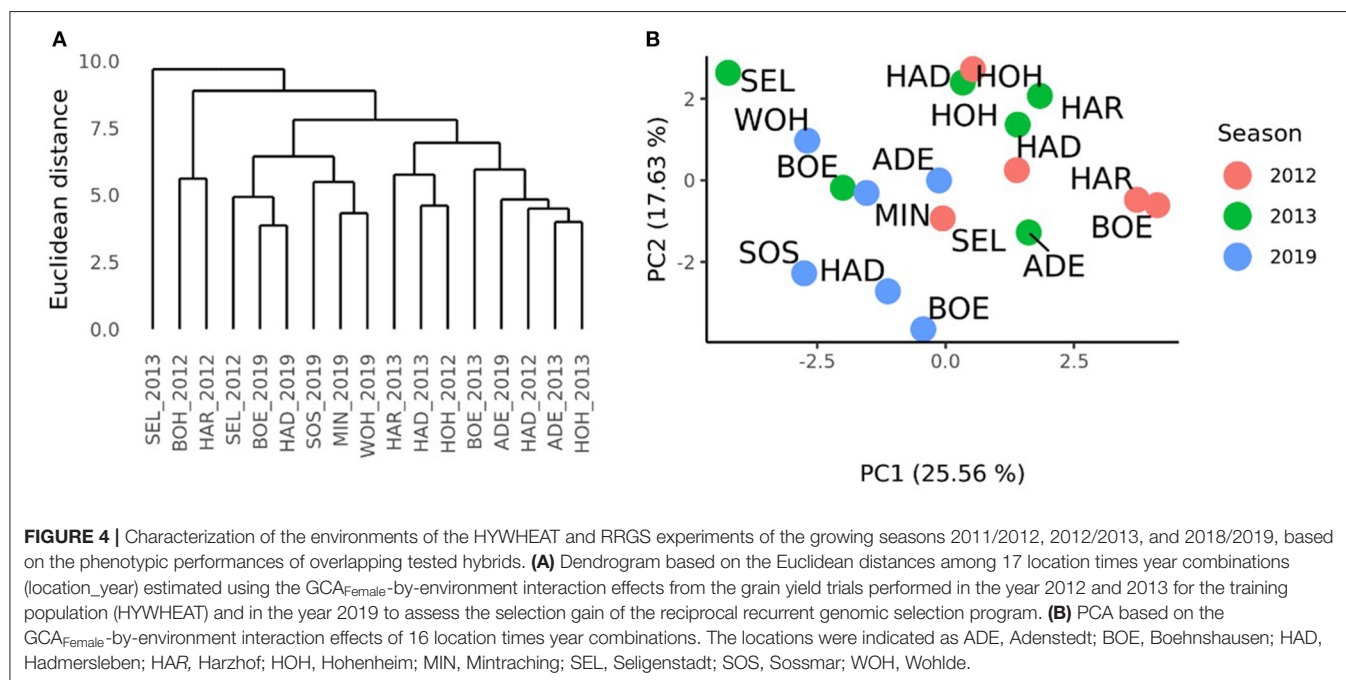 A
Euclidean distance
10.0
7.5
5.0
2.5
0.0
SEL_2013
BOH_2012
HAR_2012
SEL_2012
BOE_2019
HAD_2019
SOS_2019
MIN_2019
WOH_2019
HAR_2013
HAD_2013
HOH_2012
BOE_2013
ADE_2019
HAD_2012
ADE_2013
HOH_2013
B
PC2 (17.63 %)
2
0
-2
SEL
HAD
HOH
HAR
WOH
HOH
HAD
BOE
ADE
HAR
MIN
BOE
SEL
ADE
SOS
HAD
BOE
-2.5
0.0
2.5
PC1 (25.56 %)
Season
2012
2013
2019
FIGURE 4 | Characterization of the environments of the HYWHEAT and RRGS experiments of the growing seasons 2011/2012, 2012/2013, and 2018/2019, based
on the phenotypic performances of overlapping tested hybrids. (A) Dendrogram based on the Euclidean distances among 17 location times year combinations
(location_year) estimated using the GCAFemale-by-environment interaction effects from the grain yield trials performed in the year 2012 and 2013 for the training
population (HYWHEAT) and in the year 2019 to assess the selection gain of the reciprocal recurrent genomic selection program. (B) PCA based on the
GCAFemale-by-environment interaction effects of 16 location times year combinations. The locations were indicated as ADE, Adenstedt; BOE, Boehnshausen; HAD,
Hadmersleben; HAR, Harzhof; HOH, Hohenheim; MIN, Mintraching; SEL, Seligenstadt; SOS, Sossmar; WOH, Wohlde.